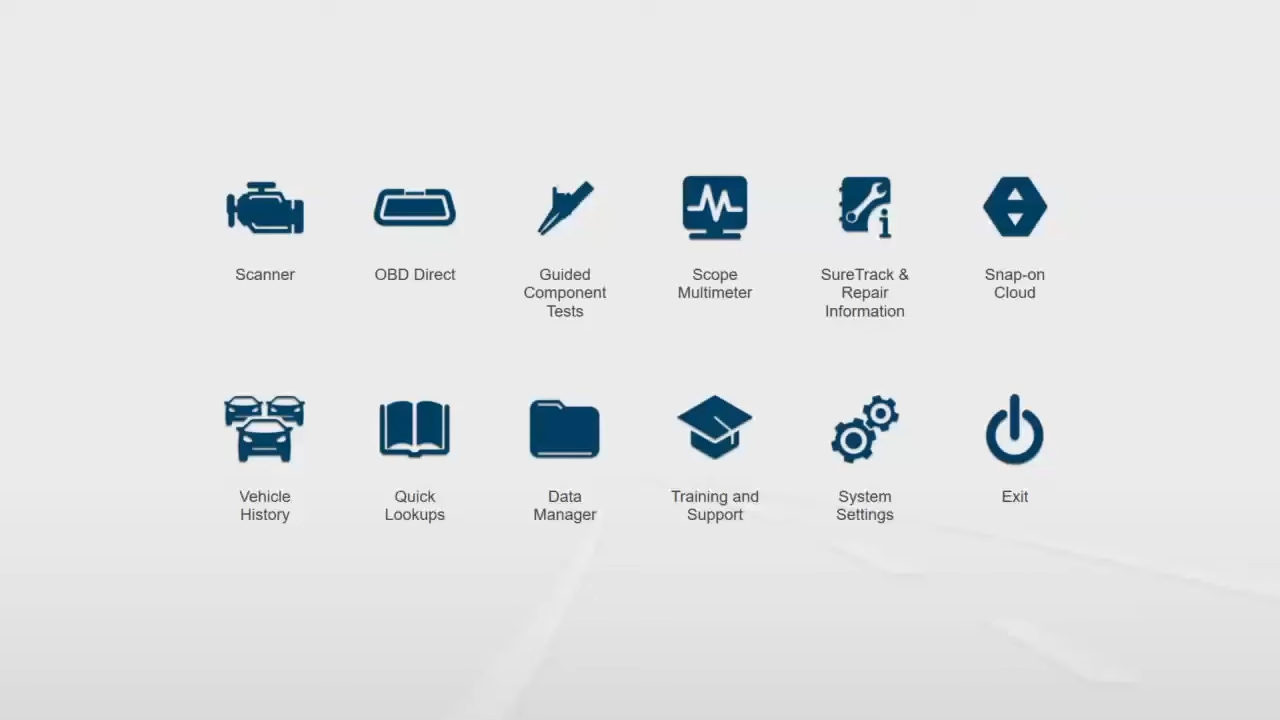 Scanner
OBD Direct
Guided
Component
Tests
Scope
Multimeter
SureTrack &
Repair
Information
Snap-on
Cloud
Vehicle
History
Quick
Lookups
Data
Manager
Training and
Support
System
Settings
Exit